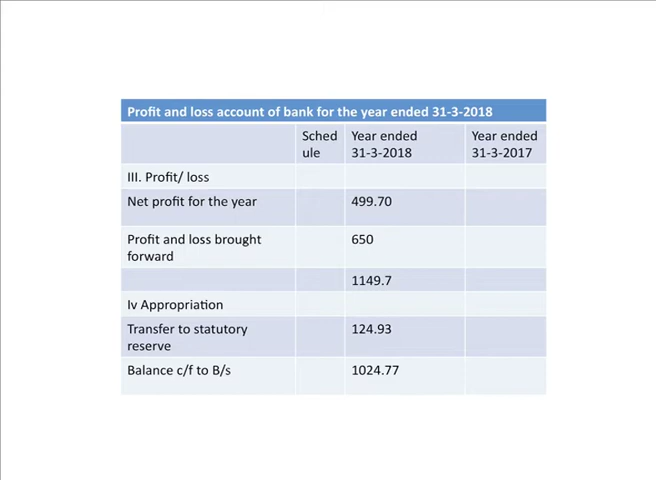 Profit and loss account of bank for the year ended 31-3-2018
Sched
ule
Year ended
31-3-2018
Year ended
31-3-2017
III. Profit/ loss
Net profit for the year 499.70
Profit and loss brought 650
forward
1149.7
Iv Appropriation
Transfer to statutory 124.93
reserve
Balance c/f to B/s 1024.77